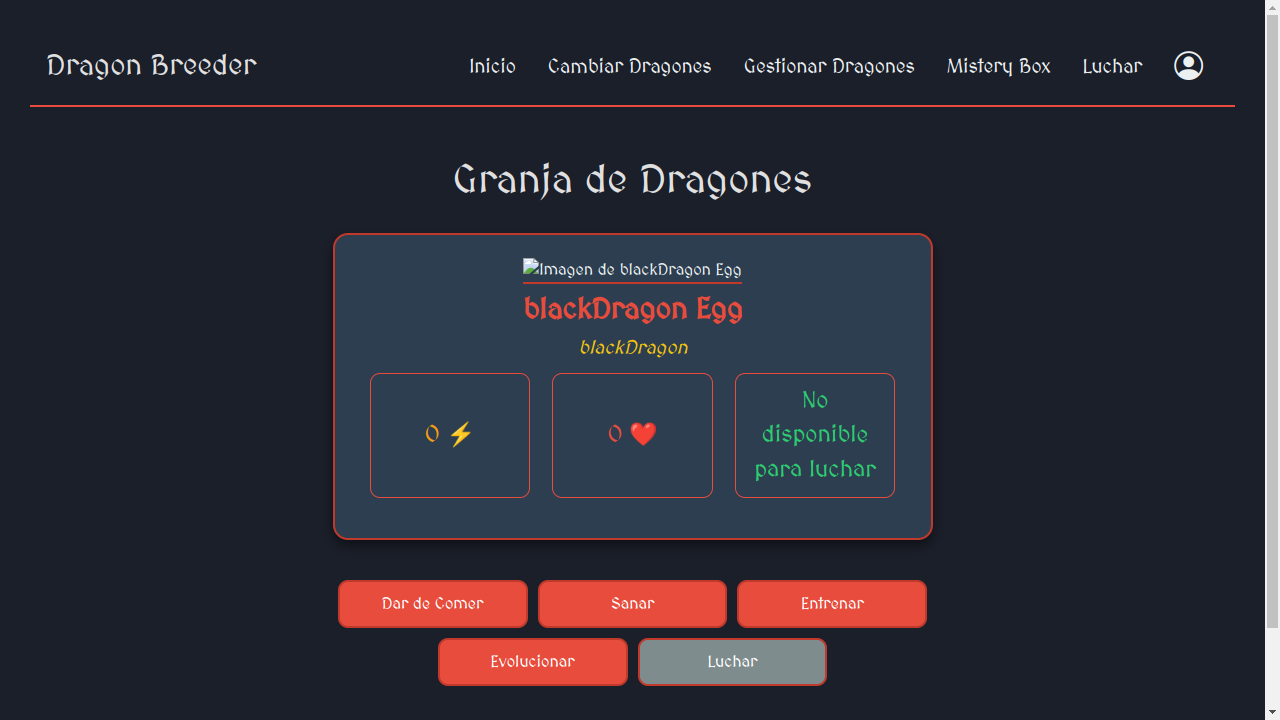 Dragon Breeder
Inicio
Cambiar Dragones
Gestionar Dragones
Mistery Box
Luchar
Granja de Dragones
Imagen de blackDragon Egg
blackDragon Egg
blackDragon
0 ⚡
0 ❤️
No
disponible
para luchar
Dar de Comer
Sanar
Entrenar
Evolucionar
Luchar